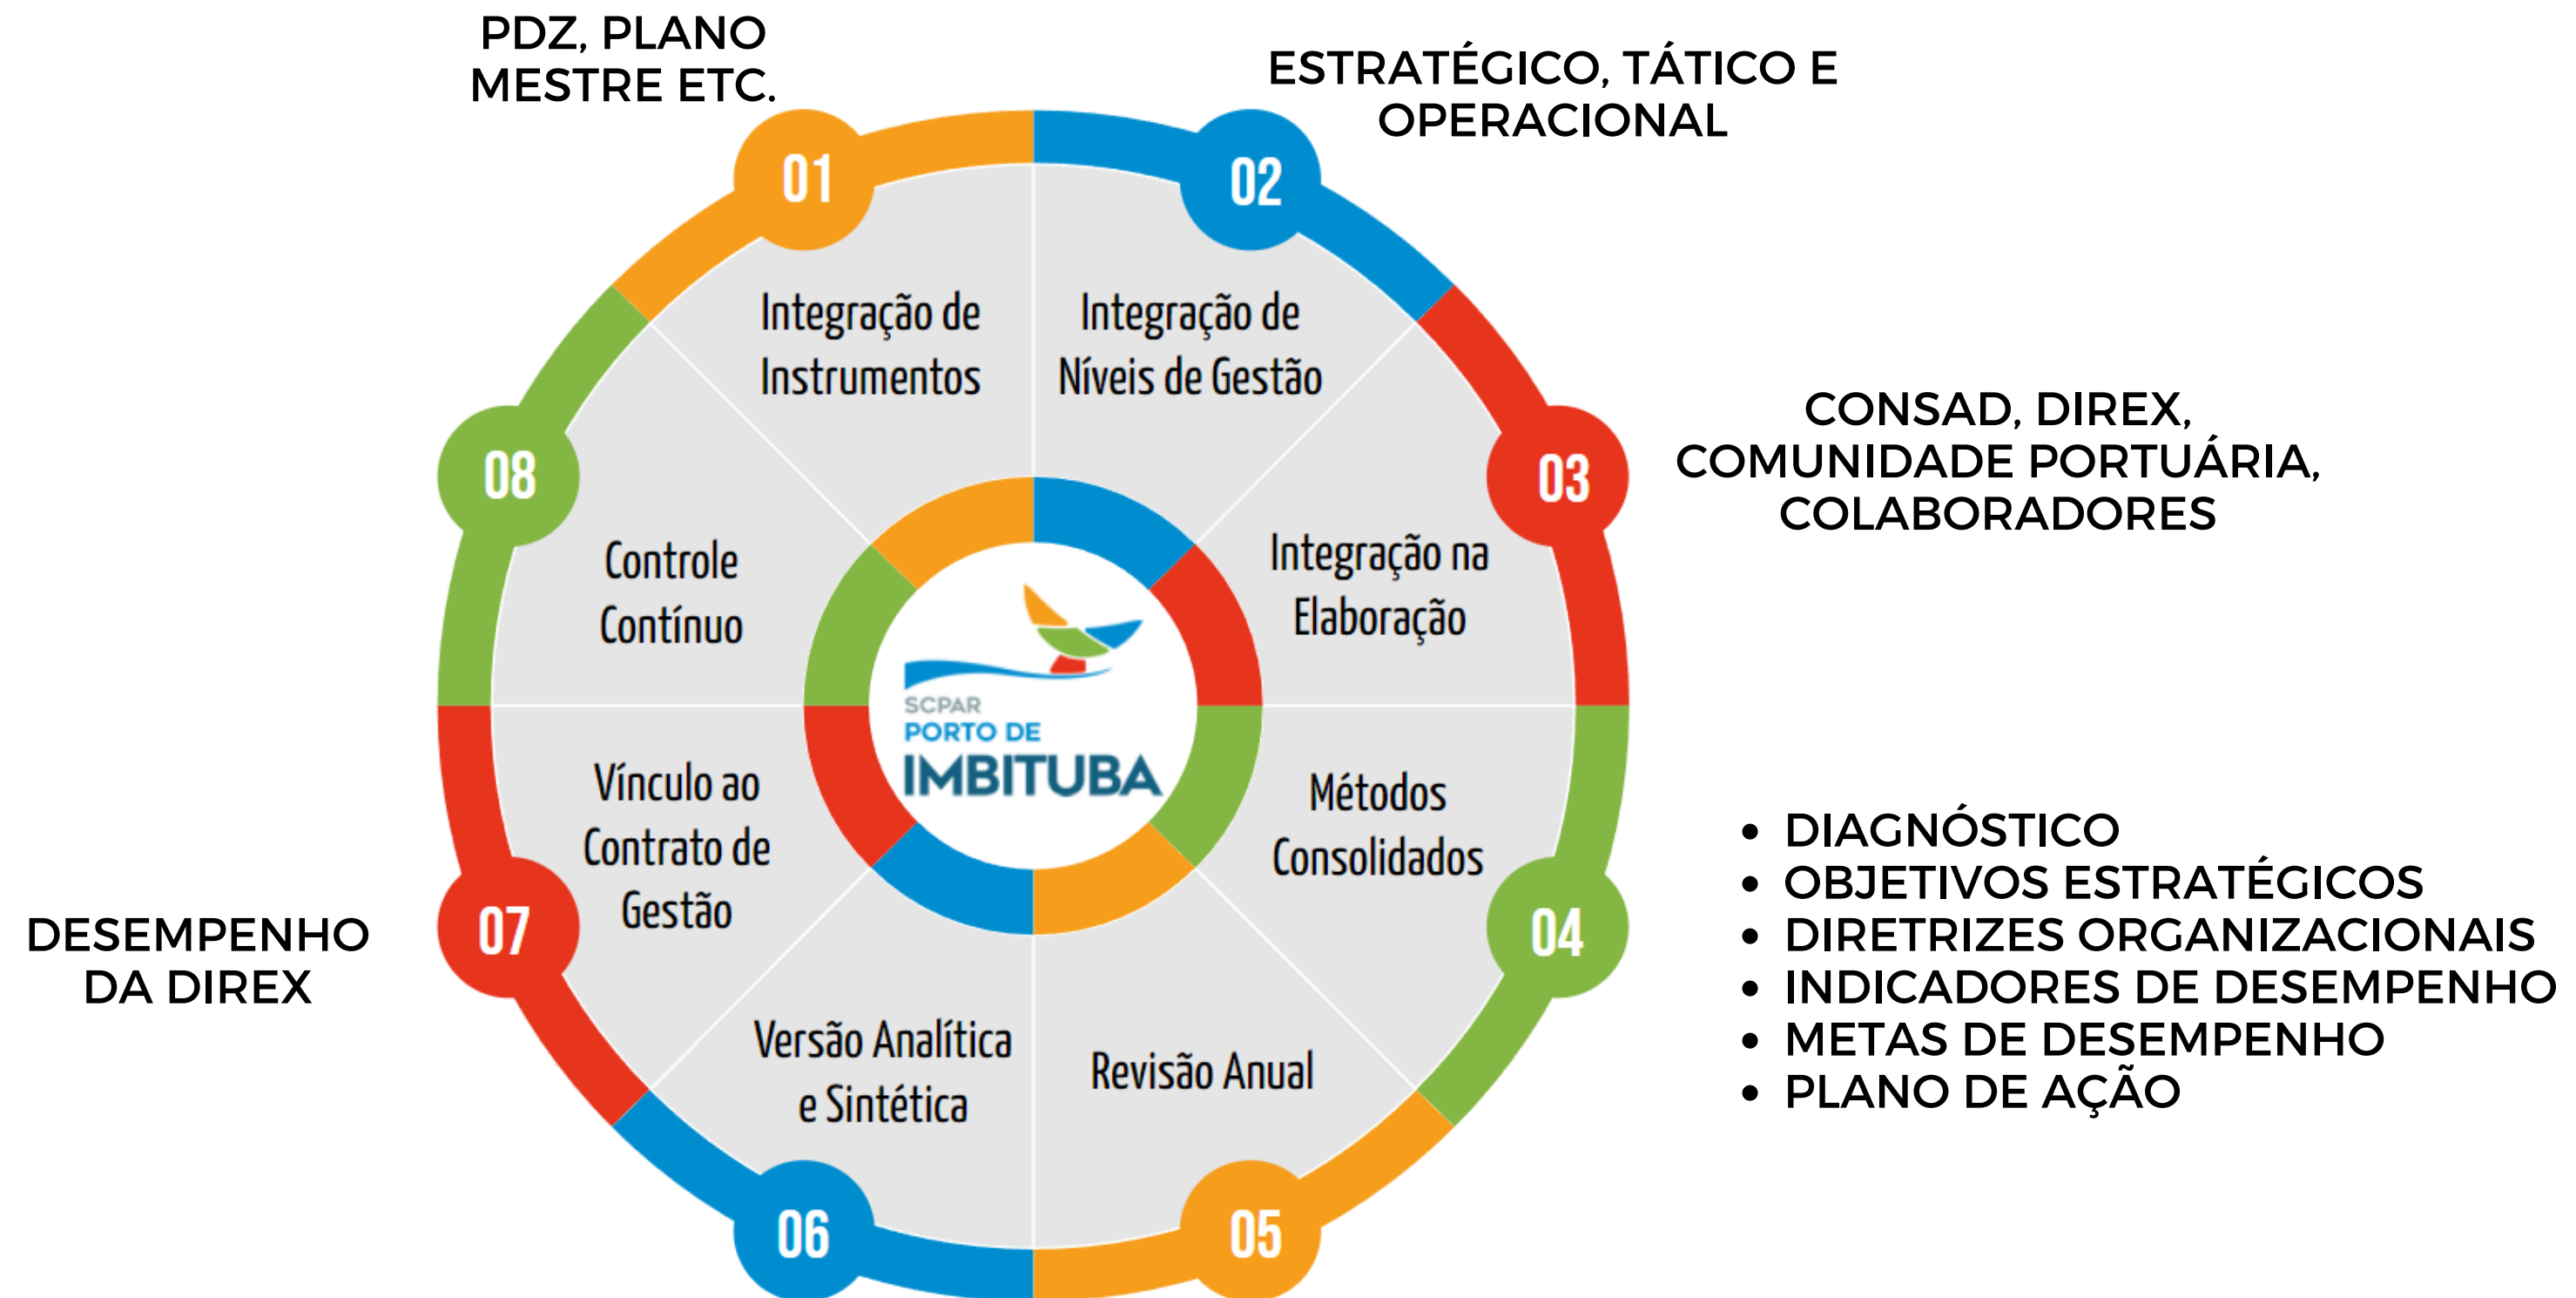 PDZ, PLANO
MESTRE ETC.
01
Integração de
Instrumentos
ESTRATÉGICO, TÁTICO E
OPERACIONAL
02
Integração de
Níveis de Gestão
CONSAD, DIREX,
COMUNIDADE PORTUÁRIA,
COLABORADORES
03
Integração na
Elaboração
04
Métodos
Consolidados
• DIAGNÓSTICO
• OBJETIVOS ESTRATÉGICOS
• DIRETRIZES ORGANIZACIONAIS
• INDICADORES DE DESEMPENHO
• METAS DE DESEMPENHO
• PLANO DE AÇÃO
05
Revisão Anual
06
Versão Analítica
e Sintética
DESEMPENHO
DA DIREX
07
Vínculo ao
Contrato de
Gestão
08
Controle
Contínuo
SCPAR
PORTO DE
IMBITUBA